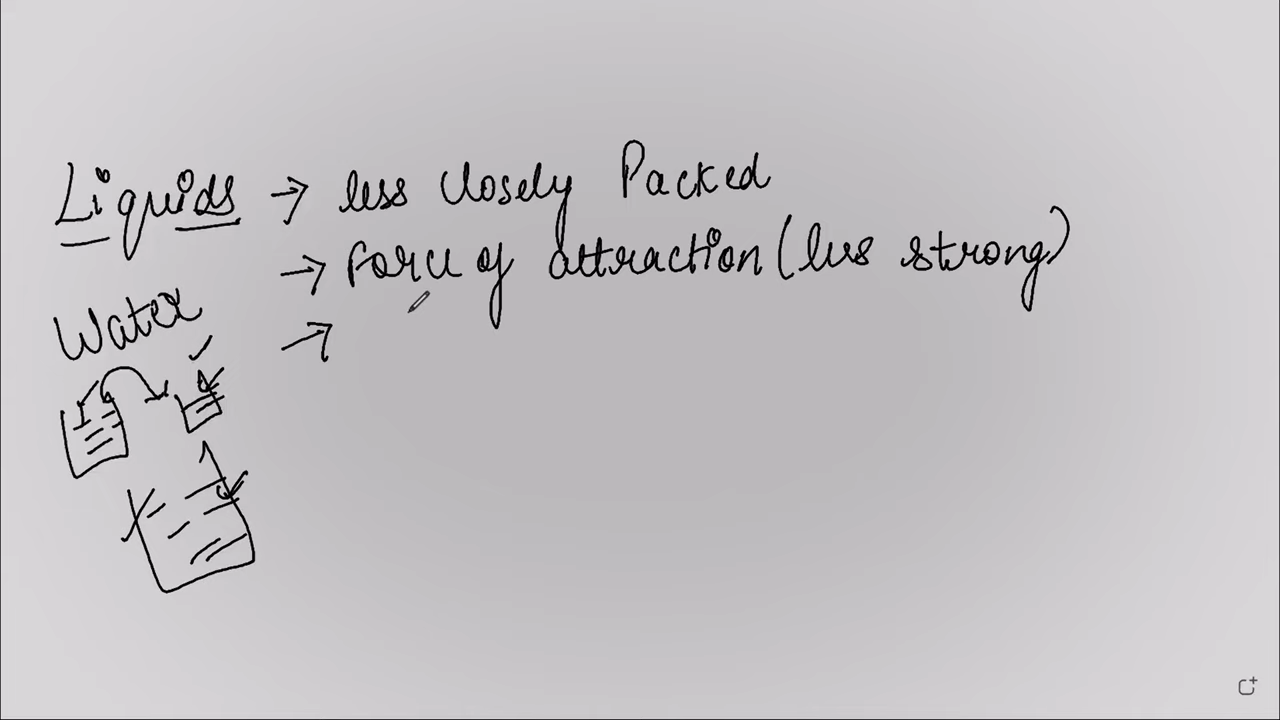 Liquids → less closely Packed
→ force of attraction (less strong)
→
Water